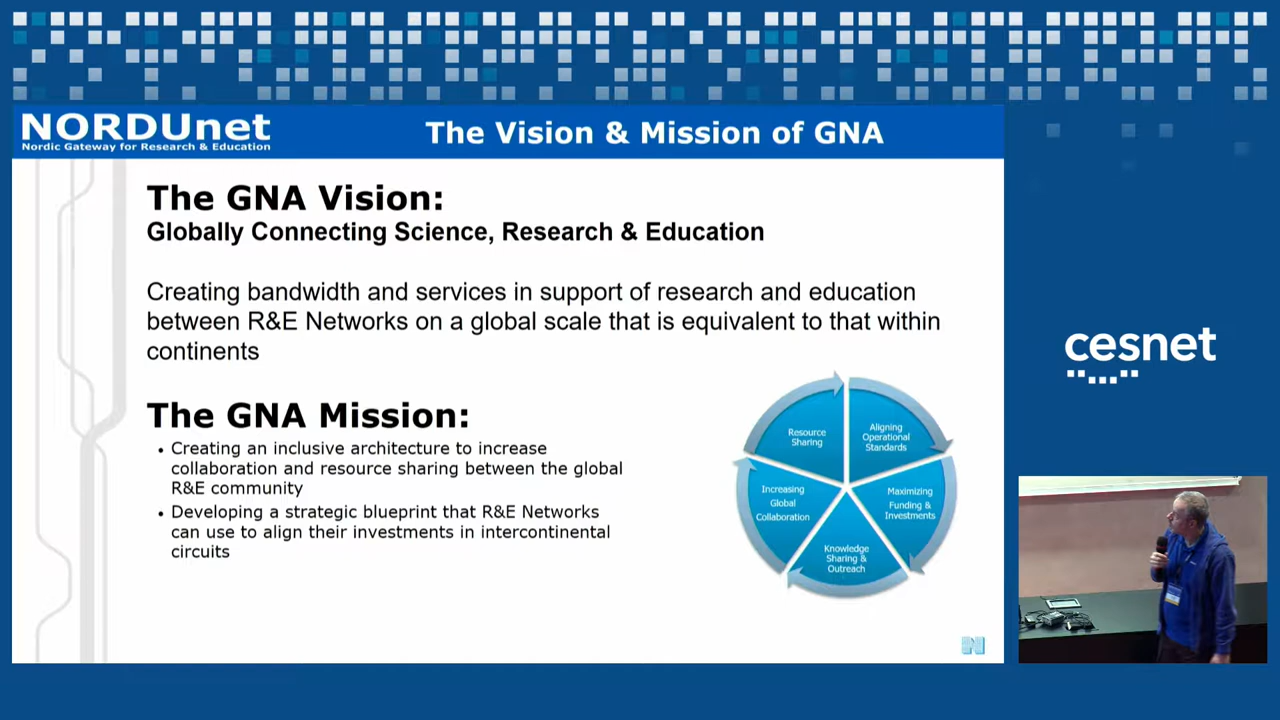 NORDUnet
Nordic Gateway for Research & Education
The Vision & Mission of GNA
The GNA Vision:
Globally Connecting Science, Research & Education
Creating bandwidth and services in support of research and education
between R&E Networks on a global scale that is equivalent to that within
continents
The GNA Mission:
• Creating an inclusive architecture to increase
collaboration and resource sharing between the global
R&E community
• Developing a strategic blueprint that R&E Networks
can use to align their investments in intercontinental
circuits
Resource
Sharing
Aligning
Operational
Standards
Increasing
Global
Collaboration
Maximizing
Funding &
Investments
Knowledge
Sharing &
Outreach
N
cesnet